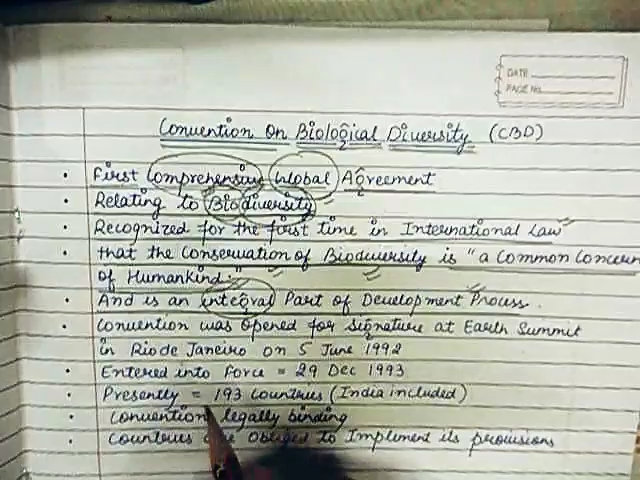 DATE
PAGE No.
Convention On Biological Diversity (CBD)
First Comprehensive Global Agreement
Relating to Biodiversity
Recognized for the first time in International Law
that the Conservation of Biodiversity is "a Common Concern
of Humankind."
And is an integral Part of Development Process.
Convention was opened for signature at Earth Summit
in Rio de Janeiro on 5 June 1992
Entered into Force = 29 Dec 1993
Presently = 193 Countries (India included)
Convention legally binding
Countries are Obliged to Implement its provisions